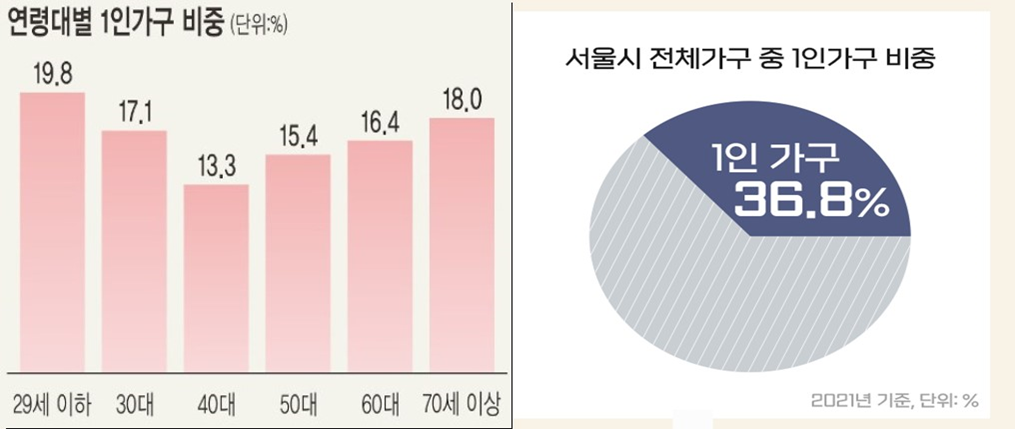 연령대별 1인가구 비중 (단위:%)
19.8
17.1
13.3
15.4
16.4
18.0
29세 이하 30대 40대 50대 60대 70세 이상
서울시 전체가구 중 1인가구 비중
1인 가구
36.8%
2021년 기준, 단위: %